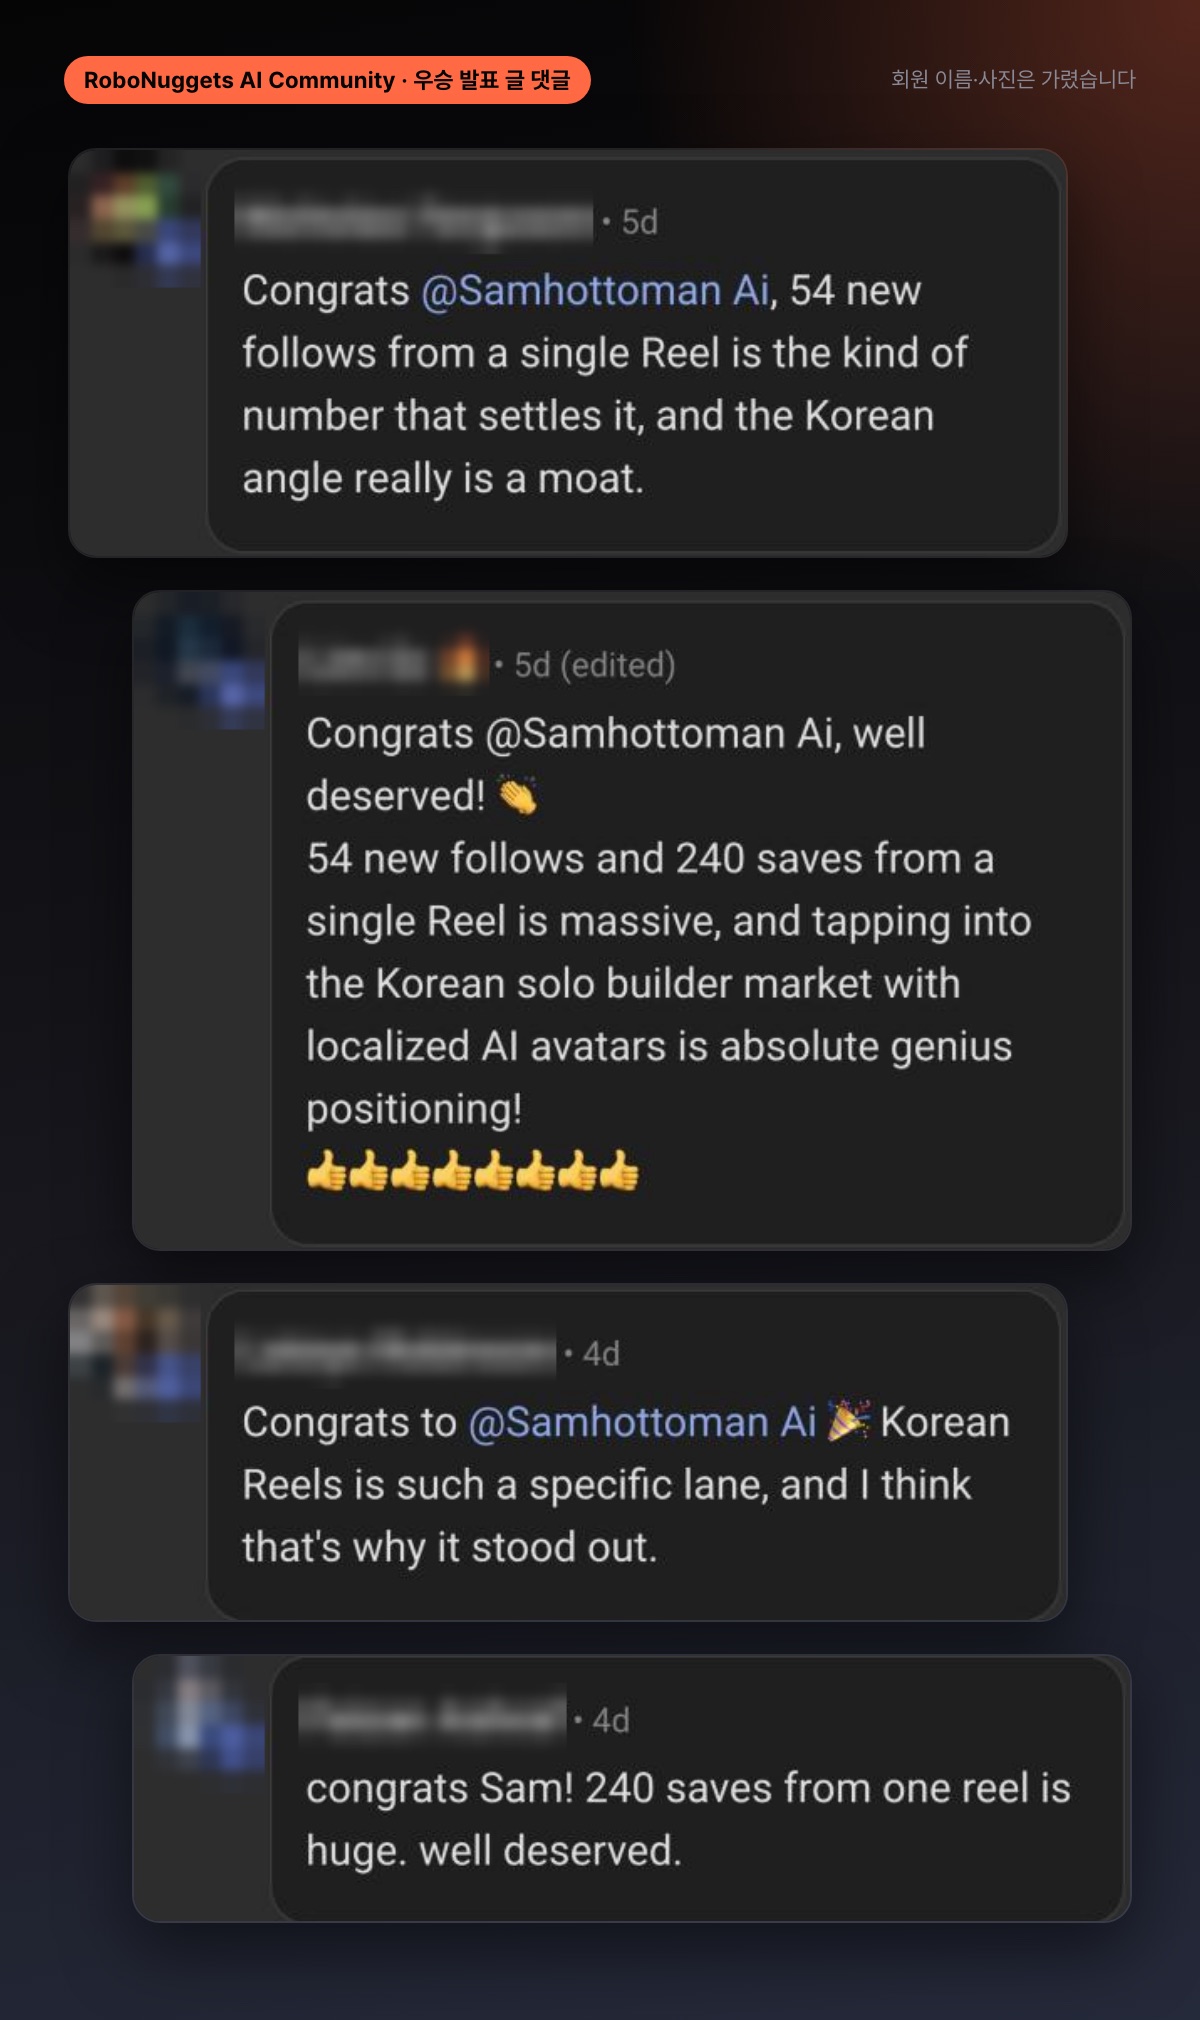 RoboNuggets AI Community · 우승 발표 글 댓글
회원 이름·사진은 가렸습니다
• 5d
Congrats @Samhottoman Ai, 54 new
follows from a single Reel is the kind of
number that settles it, and the Korean
angle really is a moat.
• 5d (edited)
Congrats @Samhottoman Ai, well
deserved! 👏
54 new follows and 240 saves from a
single Reel is massive, and tapping into
the Korean solo builder market with
localized AI avatars is absolute genius
positioning!
👍👍👍👍👍👍👍👍
• 4d
Congrats to @Samhottoman Ai 🎉 Korean
Reels is such a specific lane, and I think
that's why it stood out.
• 4d
congrats Sam! 240 saves from one reel is
huge. well deserved.